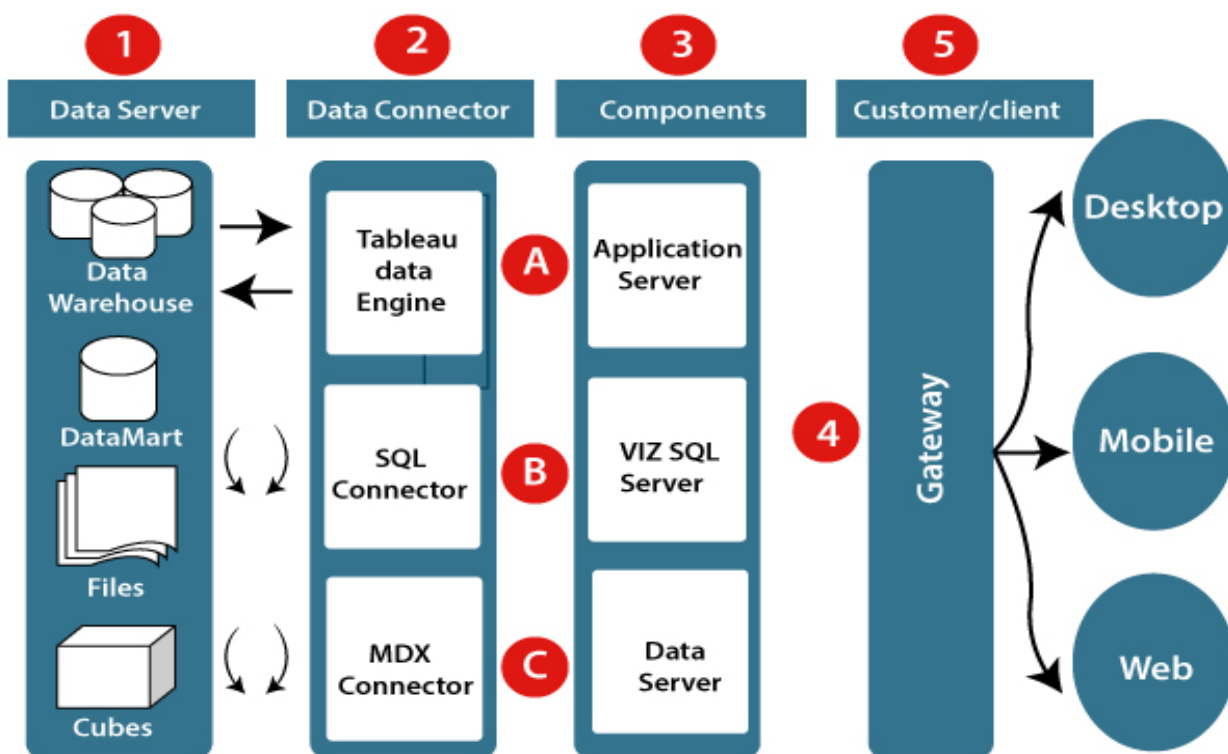 1
2
3
5
Data Server
Data Connector
Components
Customer/client
Data
Warehouse
DataMart
Files
Cubes
Tableau
data
Engine
SQL
Connector
MDX
Connector
A
B
C
Application
Server
VIZ SQL
Server
Data
Server
4
Gateway
Desktop
Mobile
Web